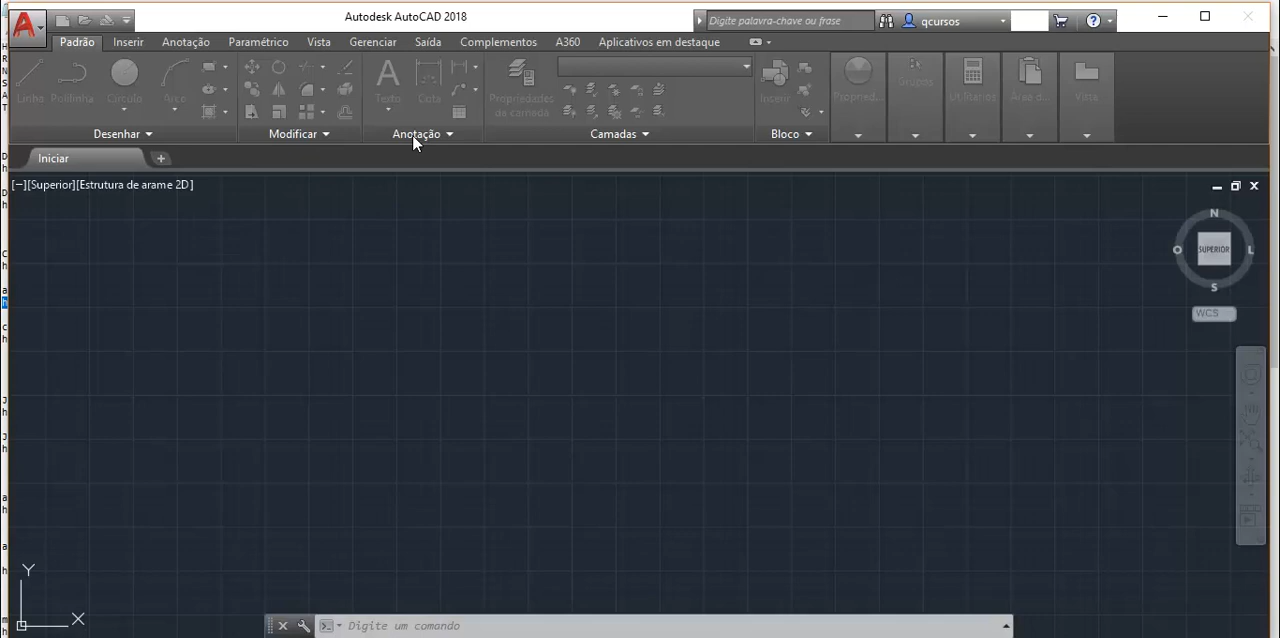 Autodesk AutoCAD 2018
Digite palavra-chave ou frase
qcursos
Padrão Inserir Anotação Paramétrico Vista Gerenciar Saída Complementos A360 Aplicativos em destaque
Linha Polilinha Círculo Arco Texto Cota Propriedades da camada Inserir Propried... Grupos Utilitários Área d... Vista
Desenhar Modificar Anotação Camadas Bloco
Iniciar
[−][Superior][Estrutura de arame 2D]
N
O SUPERIOR L
S
WCS
Y
X
Digite um comando